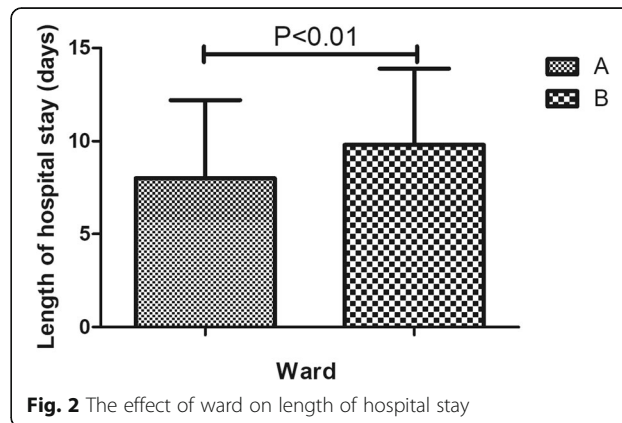 P<0.01
15
10
5
0
Length of hospital stay (days)
A
B
Ward
Fig. 2 The effect of ward on length of hospital stay